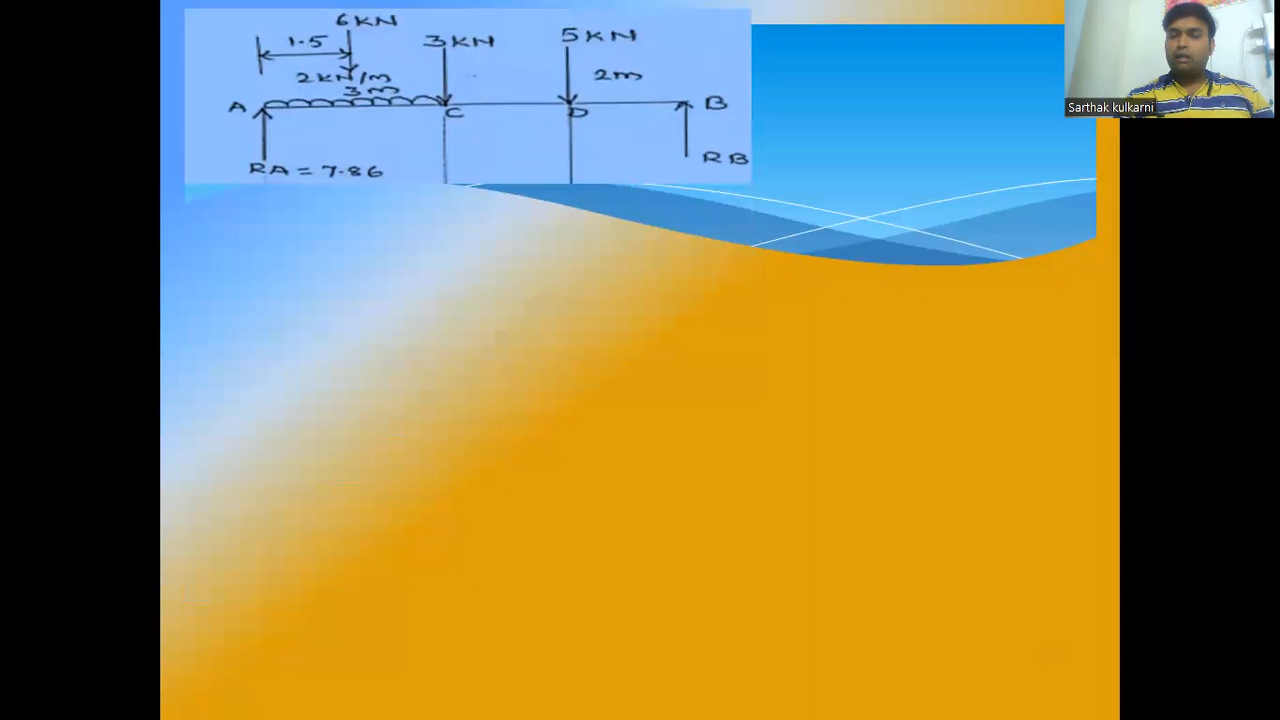 6KN
1.5
3KN
5KN
2KN/m
2m
3m
A
C
D
B
RA = 7.86
RB
Sarthak kulkarni